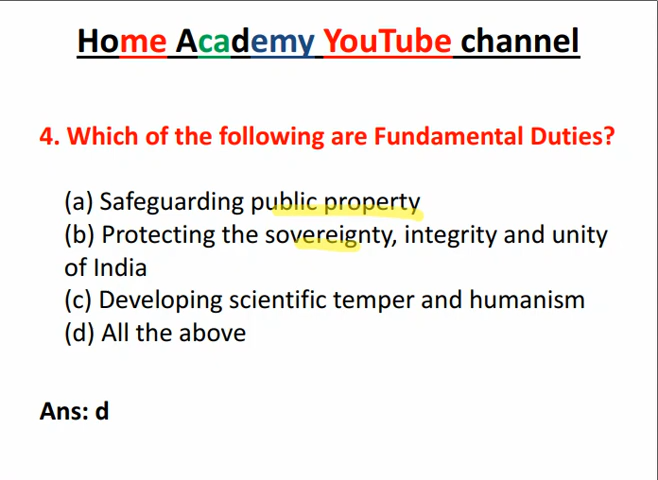 Home Academy YouTube channel
4. Which of the following are Fundamental Duties?
(a) Safeguarding public property
(b) Protecting the sovereignty, integrity and unity
of India
(c) Developing scientific temper and humanism
(d) All the above
Ans: d